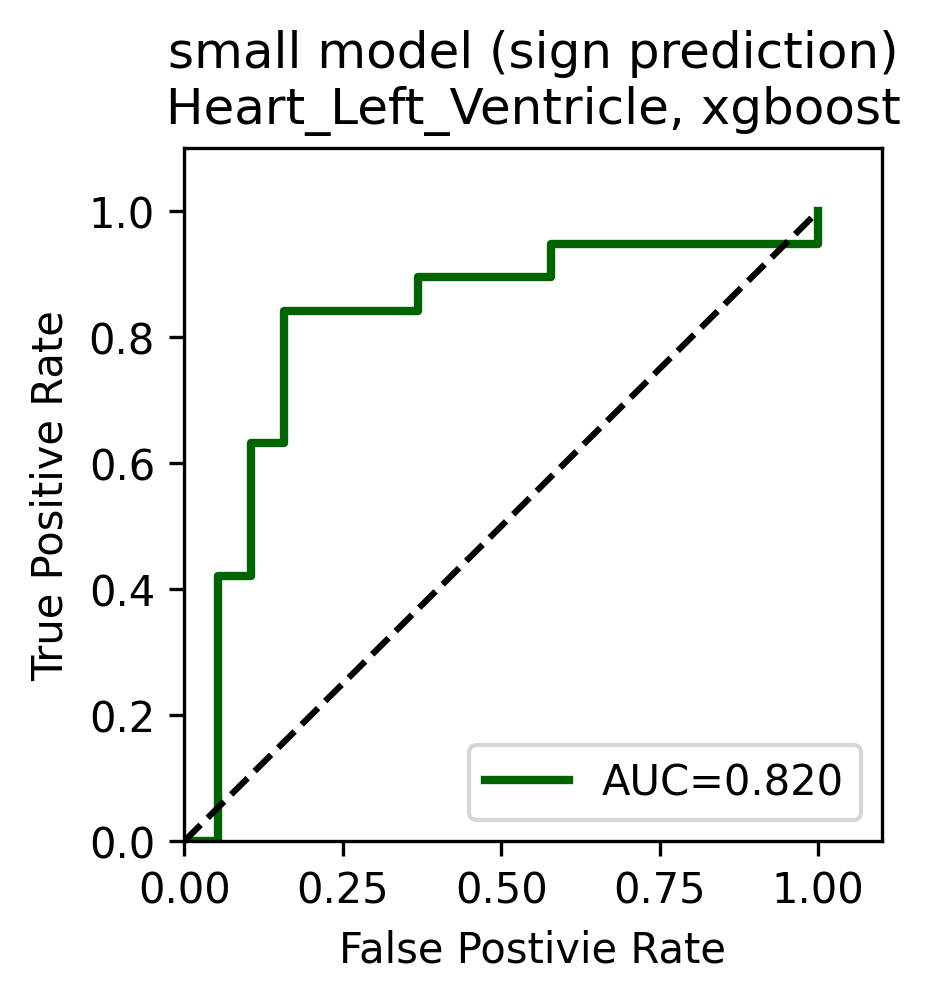 small model (sign prediction)
Heart_Left_Ventricle, xgboost
1.0
0.8
0.6
0.4
0.2
0.0
True Positive Rate
AUC=0.820
0.00 0.25 0.50 0.75 1.00
False Postivie Rate